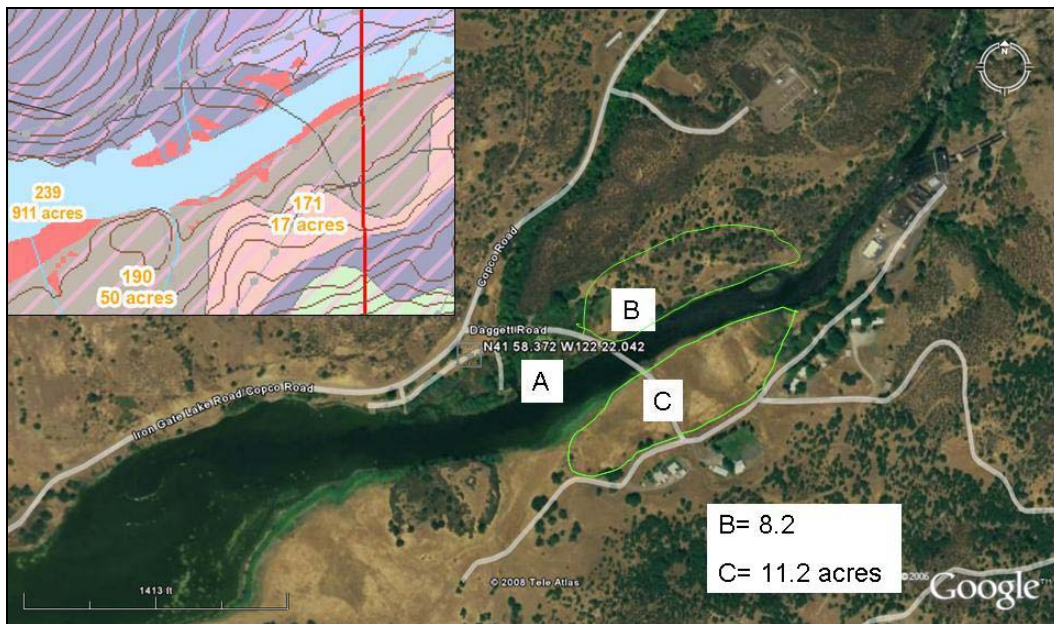 239
911 acres
171
17 acres
190
50 acres
N
Copco Road
Daggett Road
N41 58.372 W122.22.042
B
A
C
Iron Gate Lake Road/Copco Road
B= 8.2
C= 11.2 acres
1413 ft
© 2008 Tele Atlas
© 2006
Google™